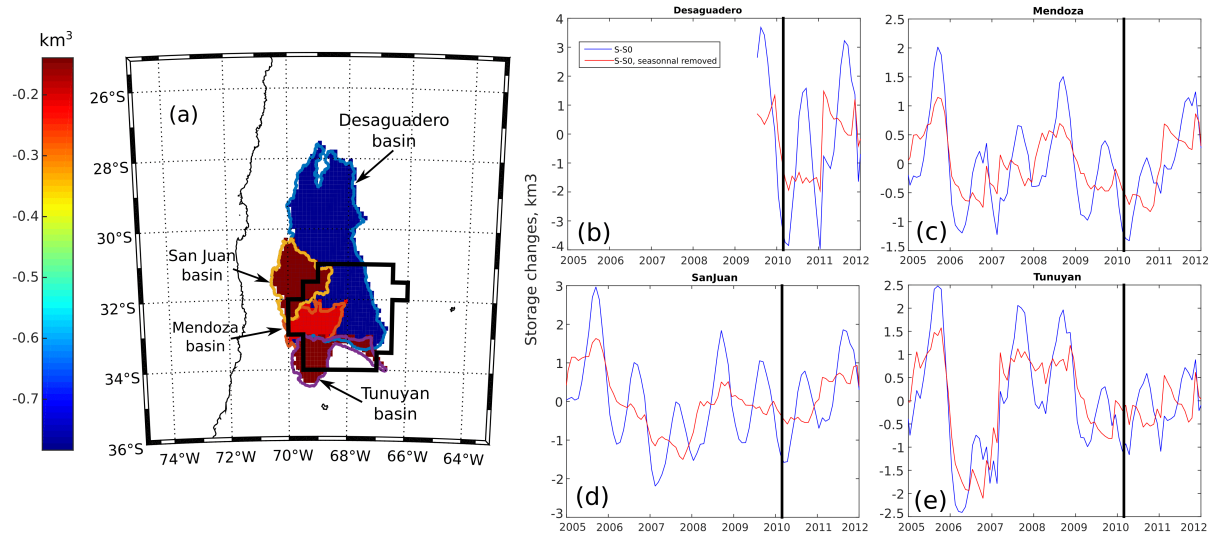 km³
-0.2
-0.3
-0.4
-0.5
-0.6
-0.7
(a)
26°S
28°S
30°S
32°S
34°S
36°S
74°W
72°W
70°W
68°W
66°W
64°W
Desaguadero
basin
San Juan
basin
Mendoza
basin
Tunuyan
basin
Storage changes, km3
Desaguadero
S-S0
S-S0, seasonnal removed
4
3
2
1
0
-1
-2
-3
-4
(b)
2005
2006
2007
2008
2009
2010
2011
2012
Mendoza
2.5
2
1.5
1
0.5
0
-0.5
-1
-1.5
(c)
2005
2006
2007
2008
2009
2010
2011
2012
SanJuan
3
2
1
0
-1
-2
-3
(d)
2005
2006
2007
2008
2009
2010
2011
2012
Tunuyan
2.5
2
1.5
1
0.5
0
-0.5
-1
-1.5
-2
-2.5
(e)
2005
2006
2007
2008
2009
2010
2011
2012